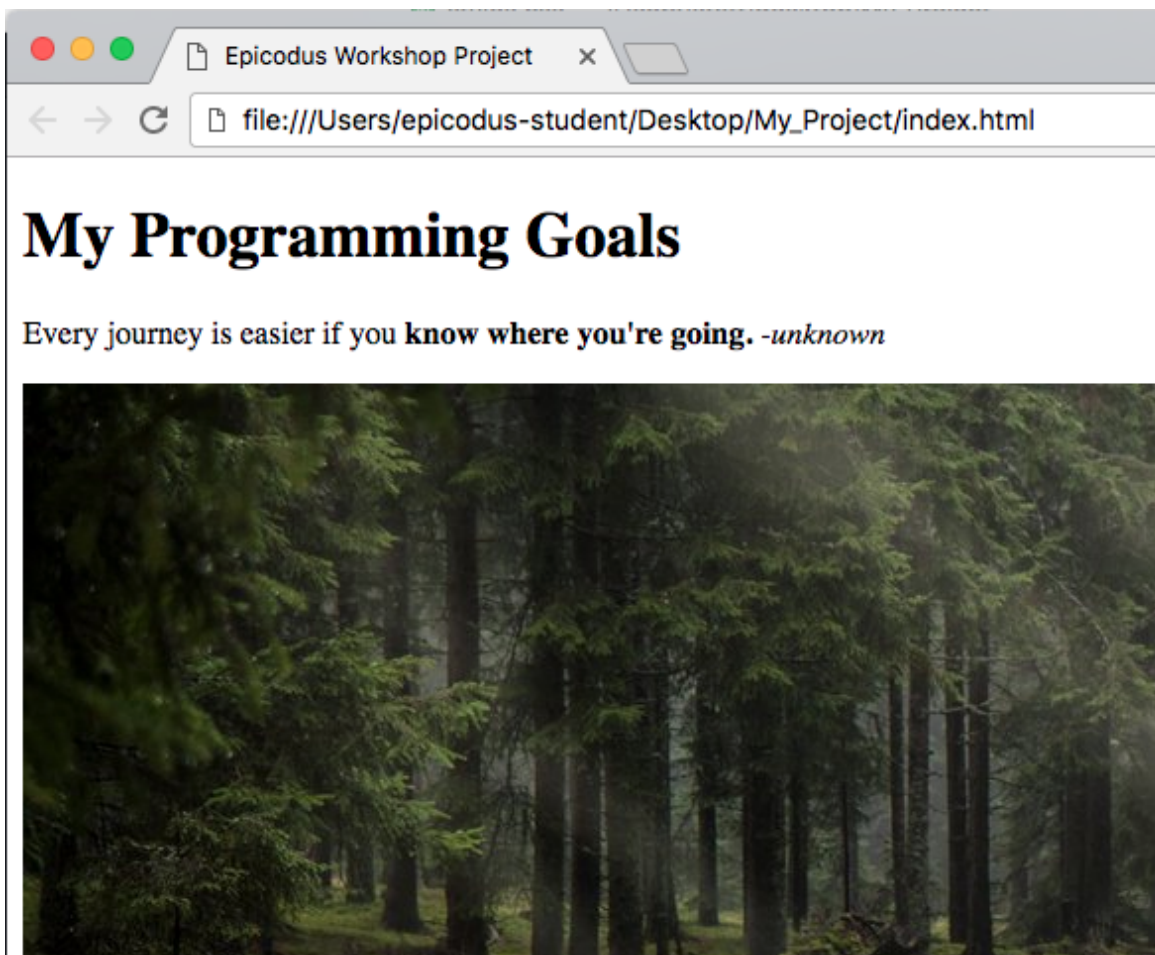 Epicodus Workshop Project
file:///Users/epicodus-student/Desktop/My_Project/index.html
My Programming Goals
Every journey is easier if you know where you're going. -unknown